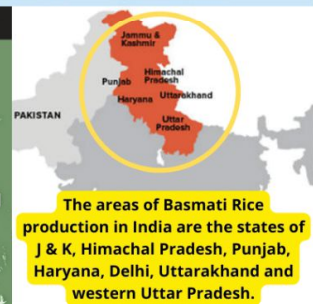 Jammu &
Kashmir
Himachal
Pradesh
Punjab
Haryana
Uttarakhand
Uttar
Pradesh
PAKISTAN
The areas of Basmati Rice
production in India are the states of
J & K, Himachal Pradesh, Punjab,
Haryana, Delhi, Uttarakhand and
western Uttar Pradesh.